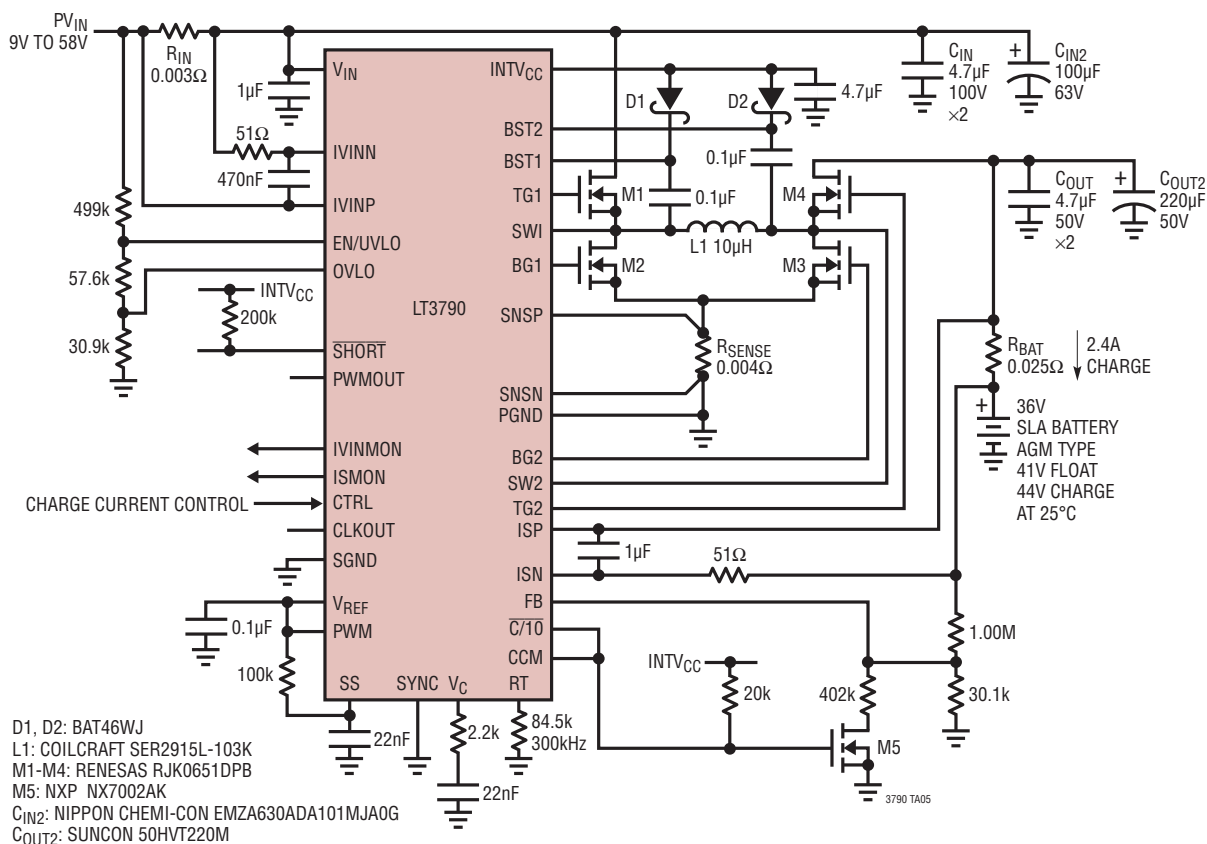 PVIN
9V TO 58V
RIN
0.003Ω
1µF
51Ω
470nF
499k
57.6k
30.9k
INTVCC
200k
VIN
IVINN
IVINP
EN/UVLO
OVLO
SHORT
PWMOUT
IVINMON
ISMON
CHARGE CURRENT CONTROL
CTRL
CLKOUT
SGND
VREF
PWM
0.1µF
100k
SS
SYNC
VC
RT
22nF
2.2k
22nF
84.5k
300kHz
LT3790
INTVCC
BST2
BST1
TG1
SWI
BG1
SNSP
SNSN
PGND
BG2
SW2
TG2
ISP
ISN
FB
C/10
CCM
D1
D2
4.7µF
0.1µF
0.1µF
M1
M4
L1 10µH
M2
M3
RSENSE
0.004Ω
CIN
4.7µF
100V
×2
+
CIN2
100µF
63V
COUT
4.7µF
50V
×2
+
COUT2
220µF
50V
RBAT
0.025Ω
2.4A
CHARGE
+
36V
SLA BATTERY
AGM TYPE
41V FLOAT
44V CHARGE
AT 25°C
1µF
51Ω
1.00M
30.1k
402k
INTVCC
20k
M5
3790 TA05
D1, D2: BAT46WJ
L1: COILCRAFT SER2915L-103K
M1-M4: RENESAS RJK0651DPB
M5: NXP NX7002AK
CIN2: NIPPON CHEMI-CON EMZA630ADA101MJA0G
COUT2: SUNCON 50HVT220M